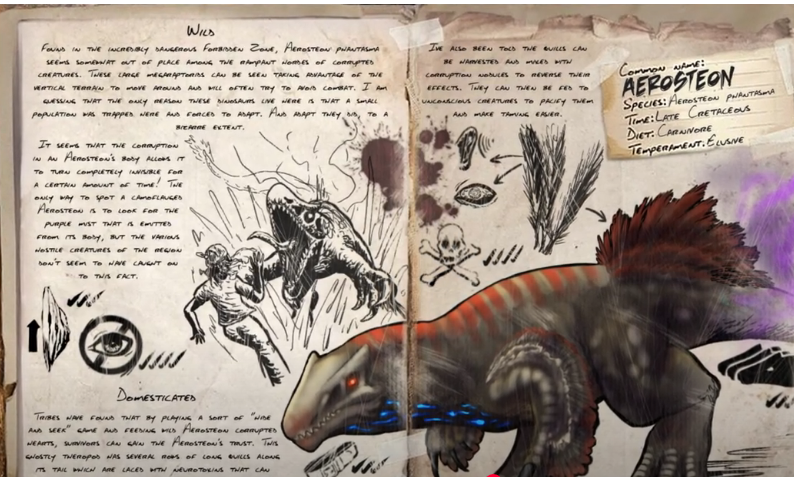 Wild
Found in the incredibly dangerous Forbidden Zone, Aerosteon phantasma
seems somewhat out of place among the rampant hordes of corrupted
creatures. These large megaraptorids can be seen taking advantage of the
vertical terrain to move around and will often try to avoid combat. I am
guessing that the only reason these dinosaurs live here is that a small
population was trapped here and forced to adapt. And adapt they did, to a
bizarre extent.
It seems that the corruption
in an Aerosteon's body allows it
to turn completely invisible for
a certain amount of time! The
only way to spot a camoflauged
Aerosteon is to look for the
purple mist that is emitted
from its body, but the various
hostile creatures of the region
don't seem to have caught on
to this fact.
Domesticated
Tribes have found that by playing a sort of "hide
and seek" game and feeding wild Aerosteon corrupted
hearts, survivors can gain the Aerosteon's trust. This
ghostly theropod has several rows of long quills along
its tail which are laced with neurotoxins that can
I've also been told the quills can
be harvested and mixed with
corruption nodules to reverse their
effects. They can then be fed to
unconscious creatures to pacify them
and make taming easier.
Common name:
Aerosteon
Species: Aerosteon phantasma
Time: Late Cretaceous
Diet: Carnivore
Temperament: Elusive